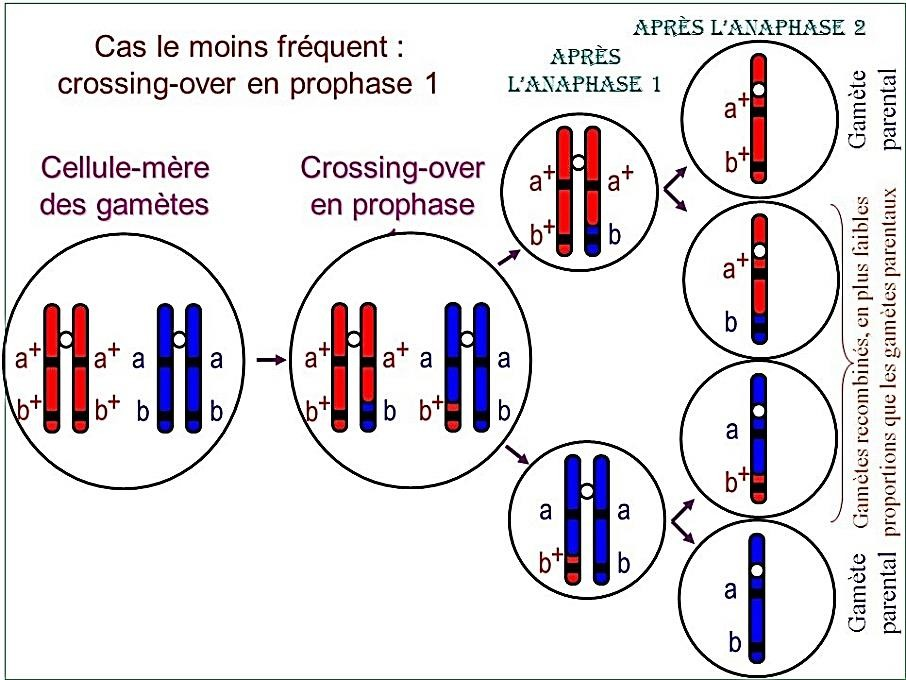 Cas le moins fréquent :
crossing-over en prophase 1
APRÈS L'ANAPHASE 2
APRÈS
L'ANAPHASE 1
Cellule-mère
des gamètes
Crossing-over
en prophase
a+ a+ a a
b+ b+ b b
a+ a+ a a
b+ b b+ b
a+ a+
b+ b
a a
b+ b
a+
b+
a+
b
a
b+
a
b
Gamète
parental
Gamètes recombinés, en plus faibles
proportions que les gamètes parentaux
Gamète
parental